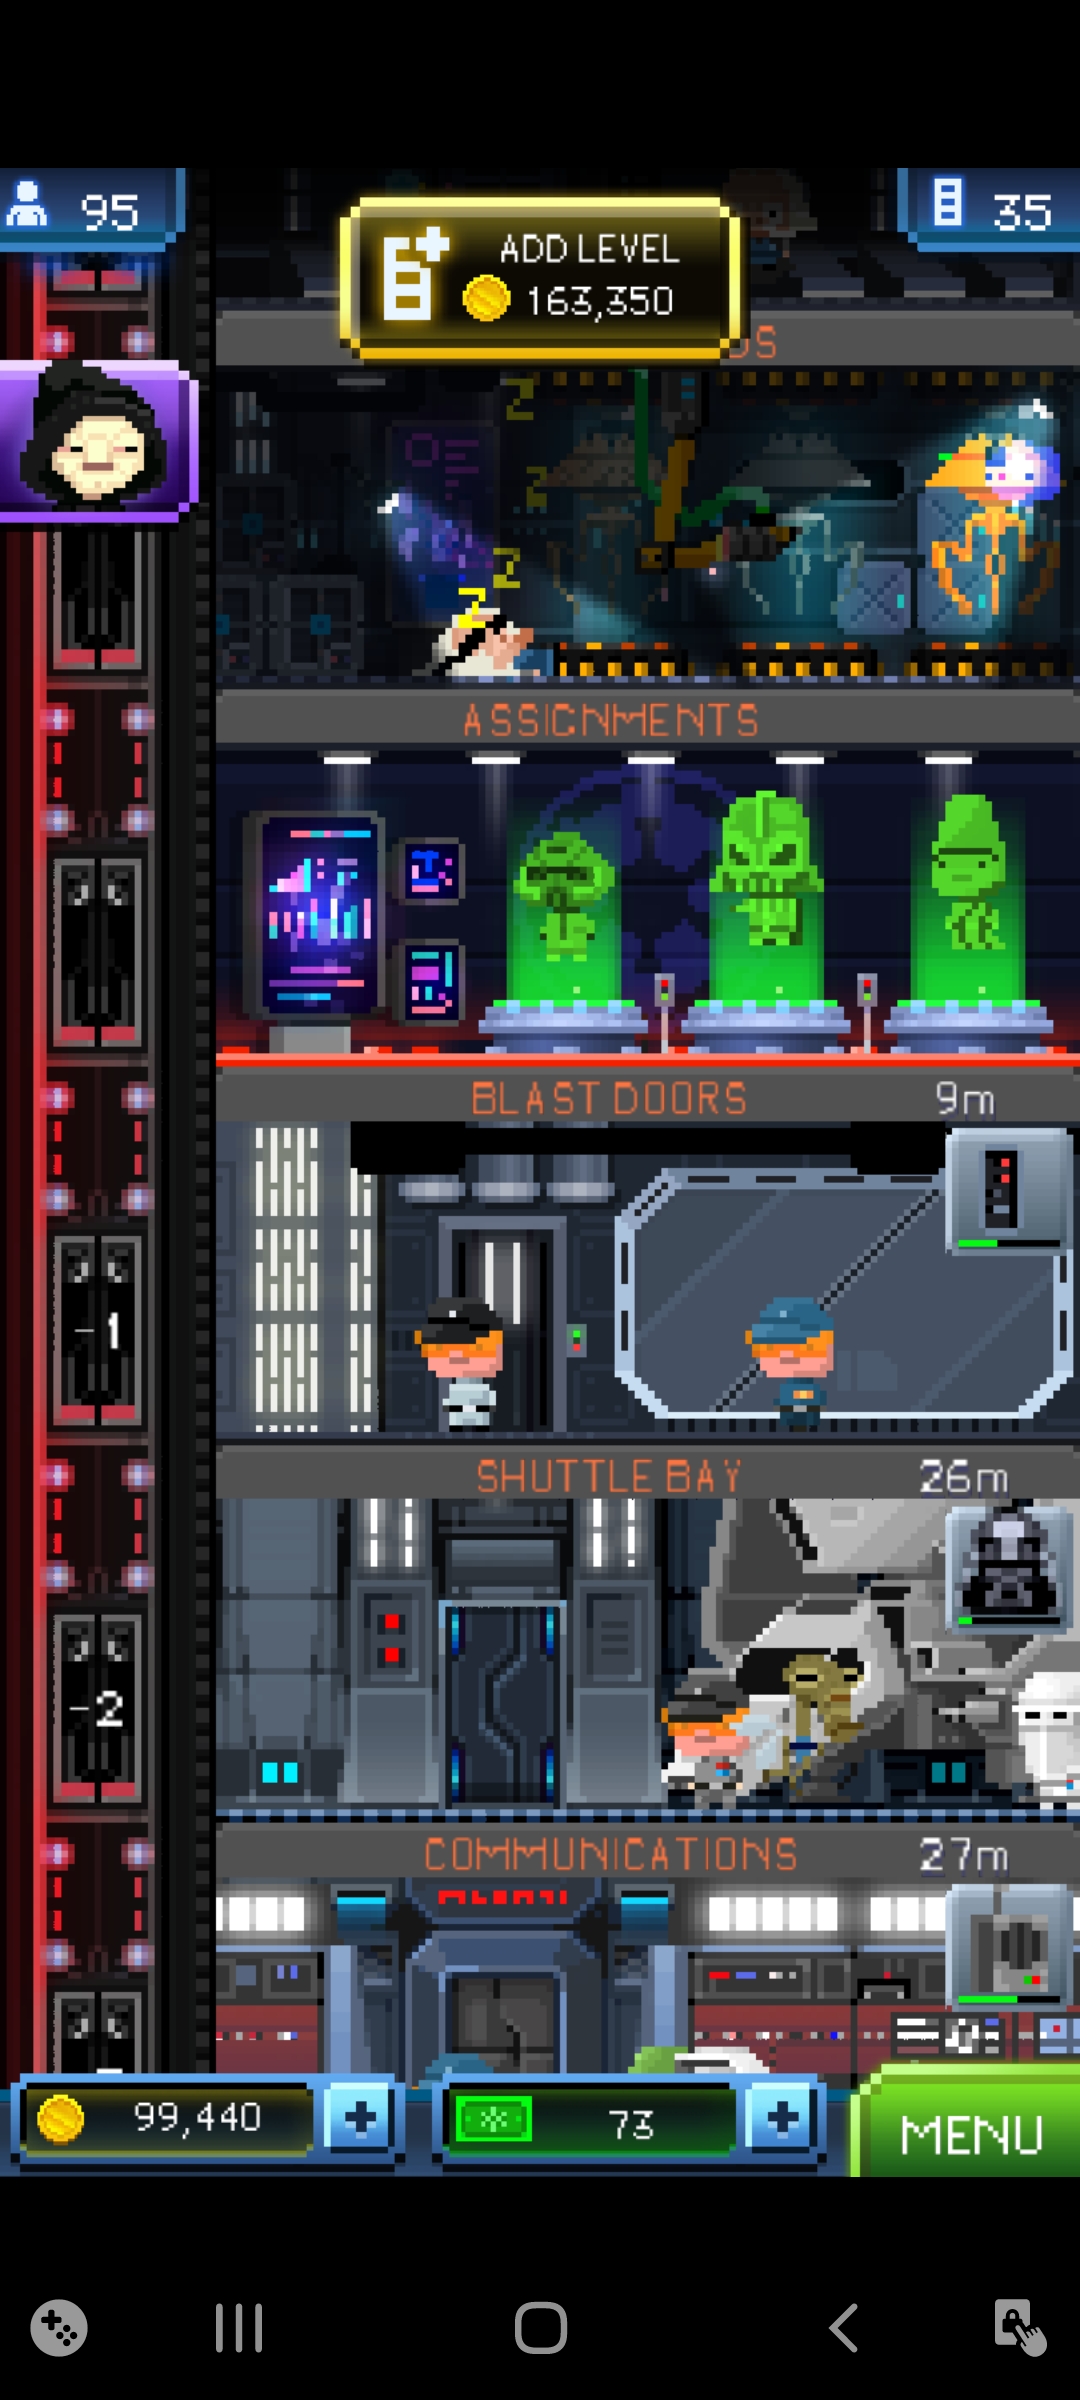 95
35
ADD LEVEL
163,350
DS
Z
Z
Z
Z
ASSIGNMENTS
BLAST DOORS 9m
-1
SHUTTLE BAY 26m
-2
COMMUNICATIONS 27m
99,440
73
MENU